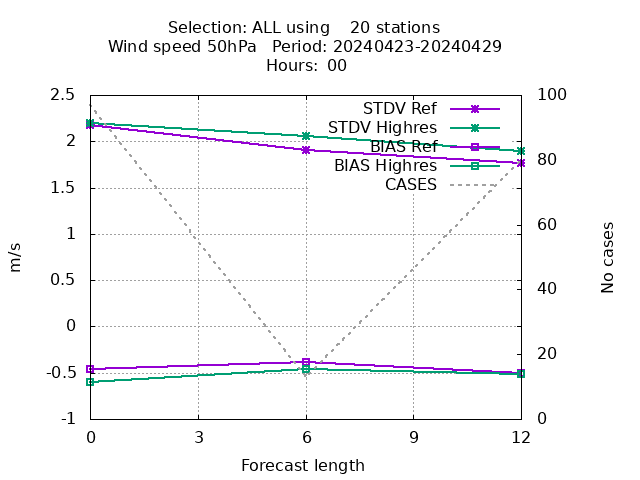 Selection: ALL using    20 stations
Wind speed 50hPa   Period: 20240423-20240429
Hours: 00
2.5
2
1.5
1
0.5
0
-0.5
-1
m/s
STDV Ref
STDV Highres
BIAS Ref
BIAS Highres
CASES
100
80
60
40
20
0
No cases
0 3 6 9 12
Forecast length